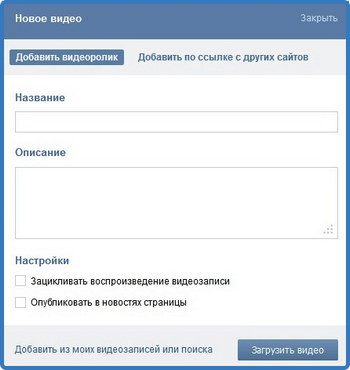 Новое видео Закрыть
Добавить видеоролик Добавить по ссылке с других сайтов
Название
Описание
Настройки
Зацикливать воспроизведение видеозаписи
Опубликовать в новостях страницы
Добавить из моих видеозаписей или поиска Загрузить видео